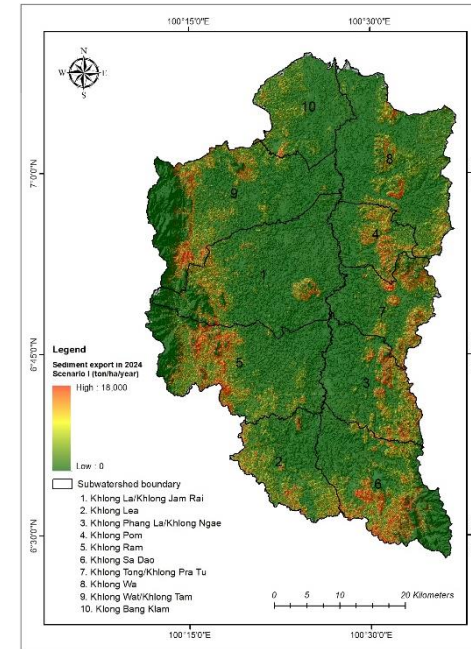 100°15'0"E 100°30'0"E
N
W E
S
7°0'0"N
6°45'0"N
6°30'0"N
10
8
9
4
1
5
3
2
6
Legend
Sediment export in 2024
Scenario I (ton/ha/year)
High : 18,000
Low : 0
Subwatershed boundary
1. Khlong La/Khlong Jam Rai
2. Khlong Lea
3. Khlong Phang La/Khlong Ngae
4. Khlong Pom
5. Khlong Ram
6. Khlong Sa Dao
7. Khlong Tong/Khlong Pra Tu
8. Khlong Wa
9. Khlong Wat/Khlong Tam
10. Klong Bang Klam
0 5 10 20 Kilometers
100°15'0"E 100°30'0"E